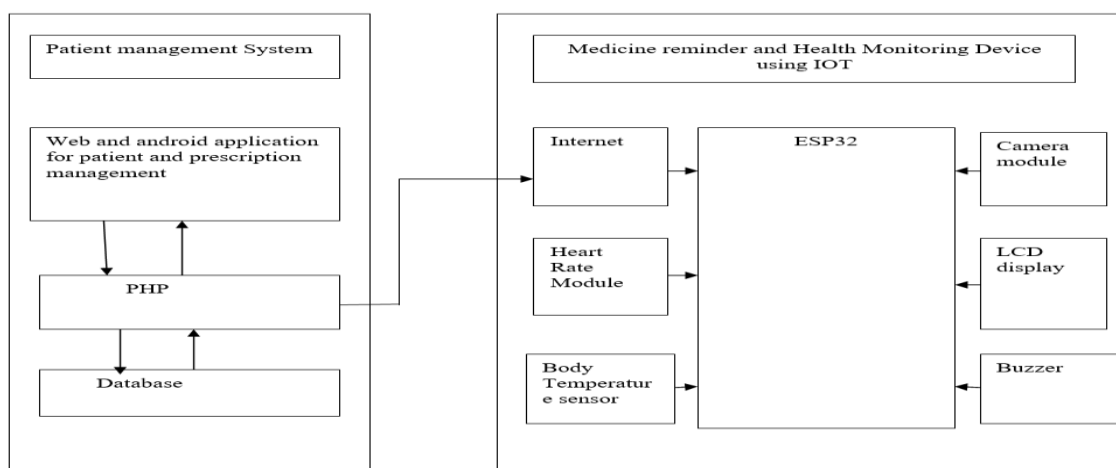 Patient management System
Web and android application
for patient and prescription
management
PHP
Database
Medicine reminder and Health Monitoring Device
using IOT
Internet
Heart
Rate
Module
Body
Temperatur
e sensor
ESP32
Camera
module
LCD
display
Buzzer